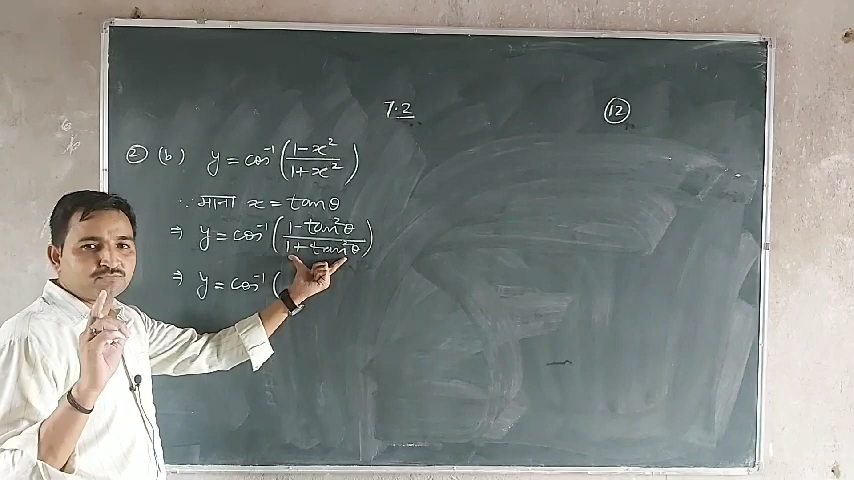 7.2
12
2 (b) y = cos⁻¹ (1-x² / 1+x²)
∵ माना x = tanθ
⇒ y = cos⁻¹ (1-tan²θ / 1+tan²θ)
⇒ y = cos⁻¹ (